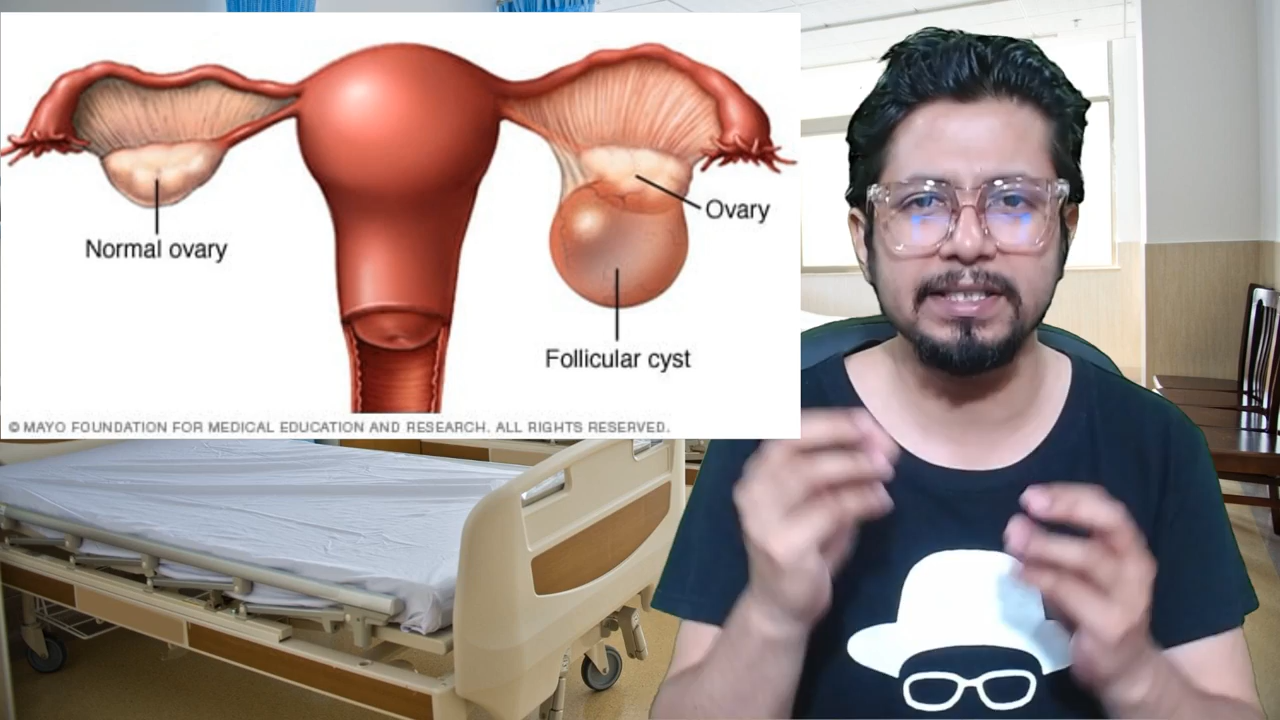 Normal ovary
Ovary
Follicular cyst
© MAYO FOUNDATION FOR MEDICAL EDUCATION AND RESEARCH. ALL RIGHTS RESERVED.